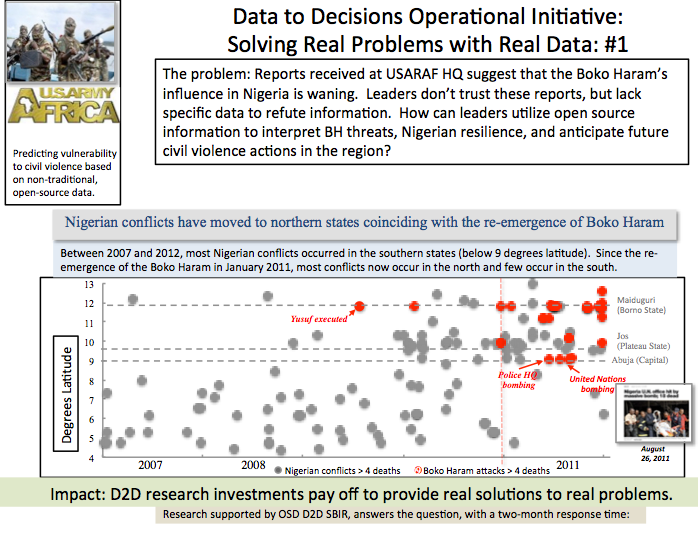 Data to Decisions Operational Initiative:
Solving Real Problems with Real Data: #1
U.S. ARMY
AFRICA
Predicting vulnerability
to civil violence based
on non-traditional,
open-source data.
The problem: Reports received at USARAF HQ suggest that the Boko Haram's
influence in Nigeria is waning. Leaders don't trust these reports, but lack
specific data to refute information. How can leaders utilize open source
information to interpret BH threats, Nigerian resilience, and anticipate future
civil violence actions in the region?
Nigerian conflicts have moved to northern states coinciding with the re-emergence of Boko Haram
Between 2007 and 2012, most Nigerian conflicts occurred in the southern states (below 9 degrees latitude). Since the re-
emergence of the Boko Haram in January 2011, most conflicts now occur in the north and few occur in the south.
Degrees Latitude
13
12
11
10
9
8
7
6
5
4
Yusuf executed
Maiduguri
(Borno State)
Jos
(Plateau State)
Abuja (Capital)
Police HQ
bombing
United Nations
bombing
2007
2008
2011
Nigerian conflicts > 4 deaths
Boko Haram attacks > 4 deaths
Nigeria U.N. office hit by
massive bomb; 18 dead
August
26, 2011
Impact: D2D research investments pay off to provide real solutions to real problems.
Research supported by OSD D2D SBIR, answers the question, with a two-month response time: